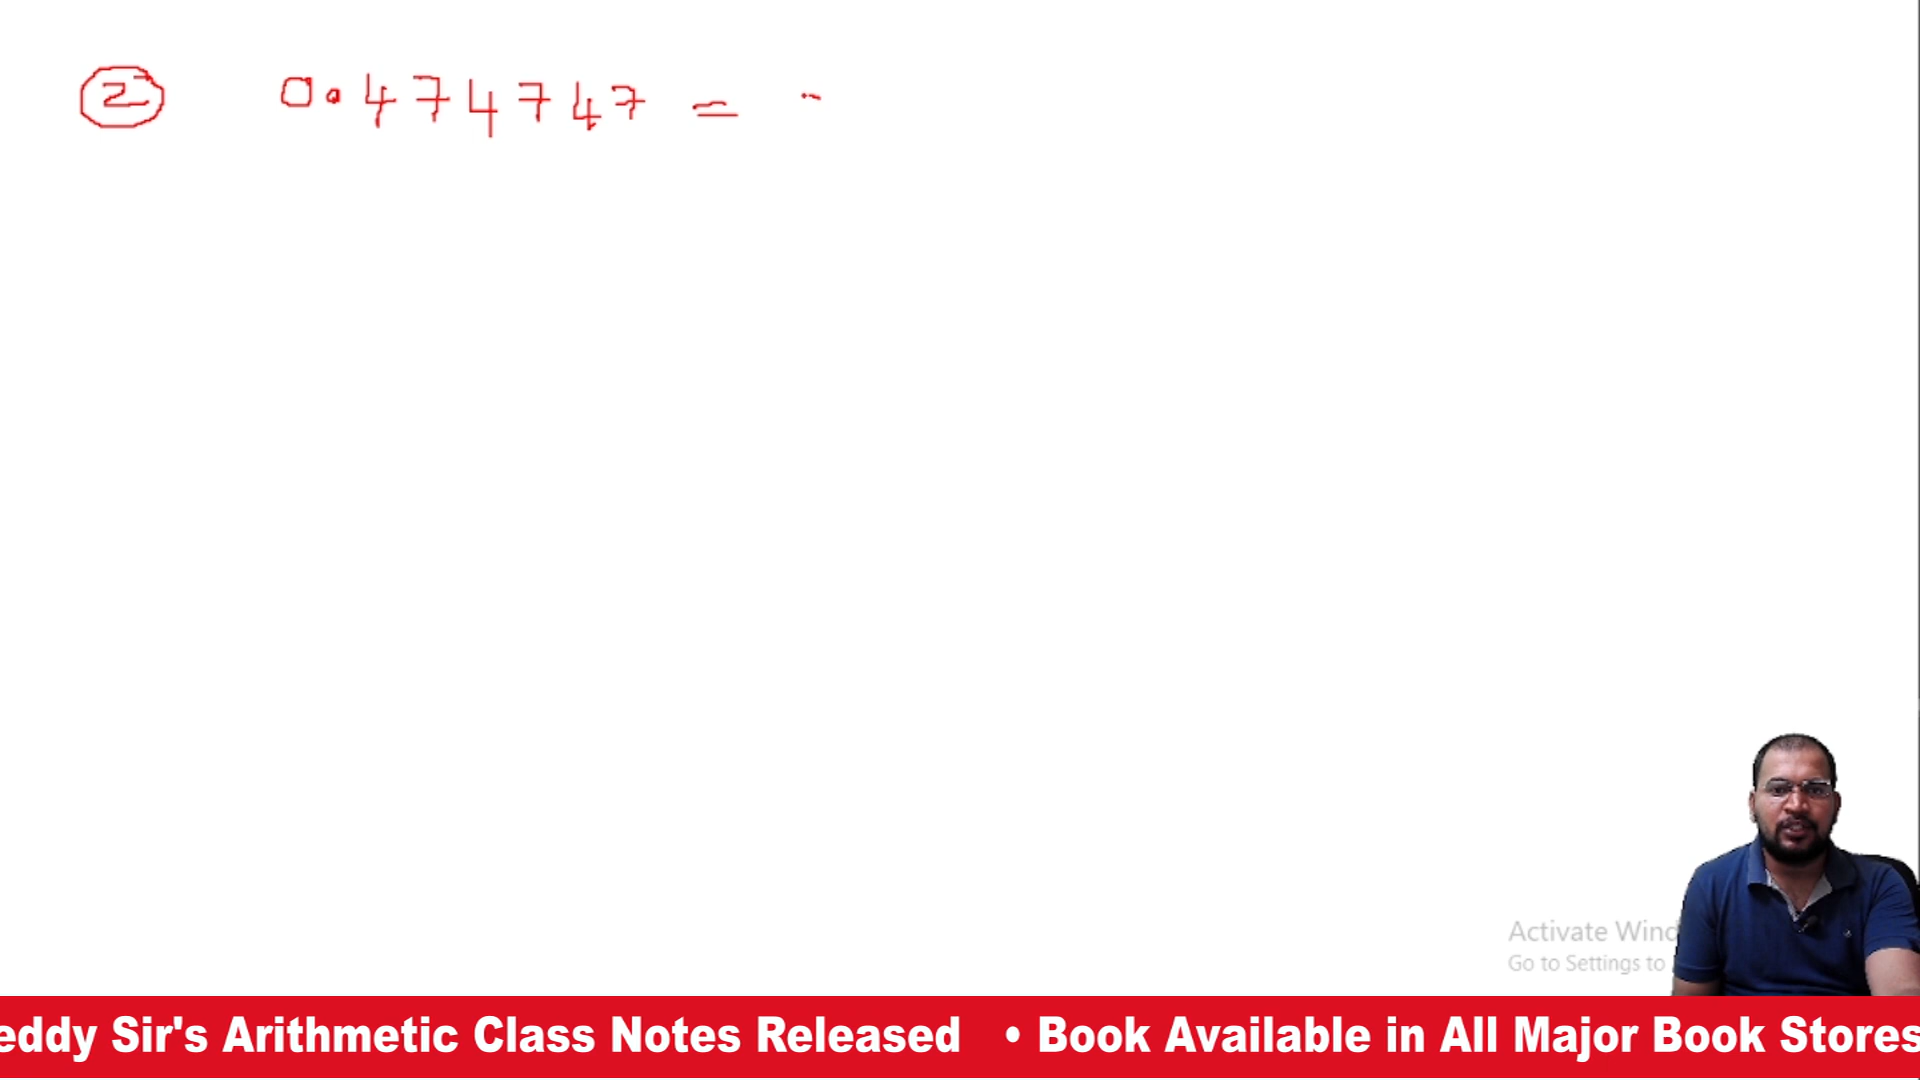 ② 0.474747 =
Activate Wind
Go to Settings to
eddy Sir's Arithmetic Class Notes Released • Book Available in All Major Book Stores